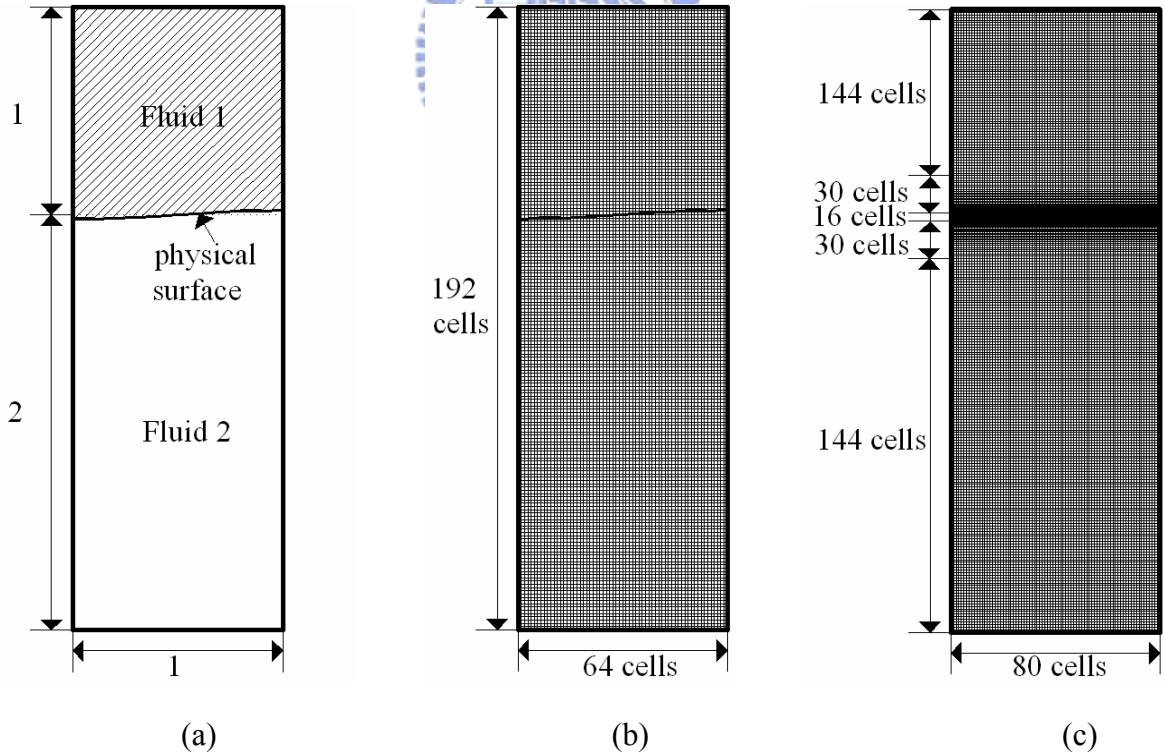 1
Fluid 1
physical
surface
2
Fluid 2
1
(a)
192
cells
64 cells
(b)
144 cells
30 cells
16 cells
30 cells
144 cells
80 cells
(c)